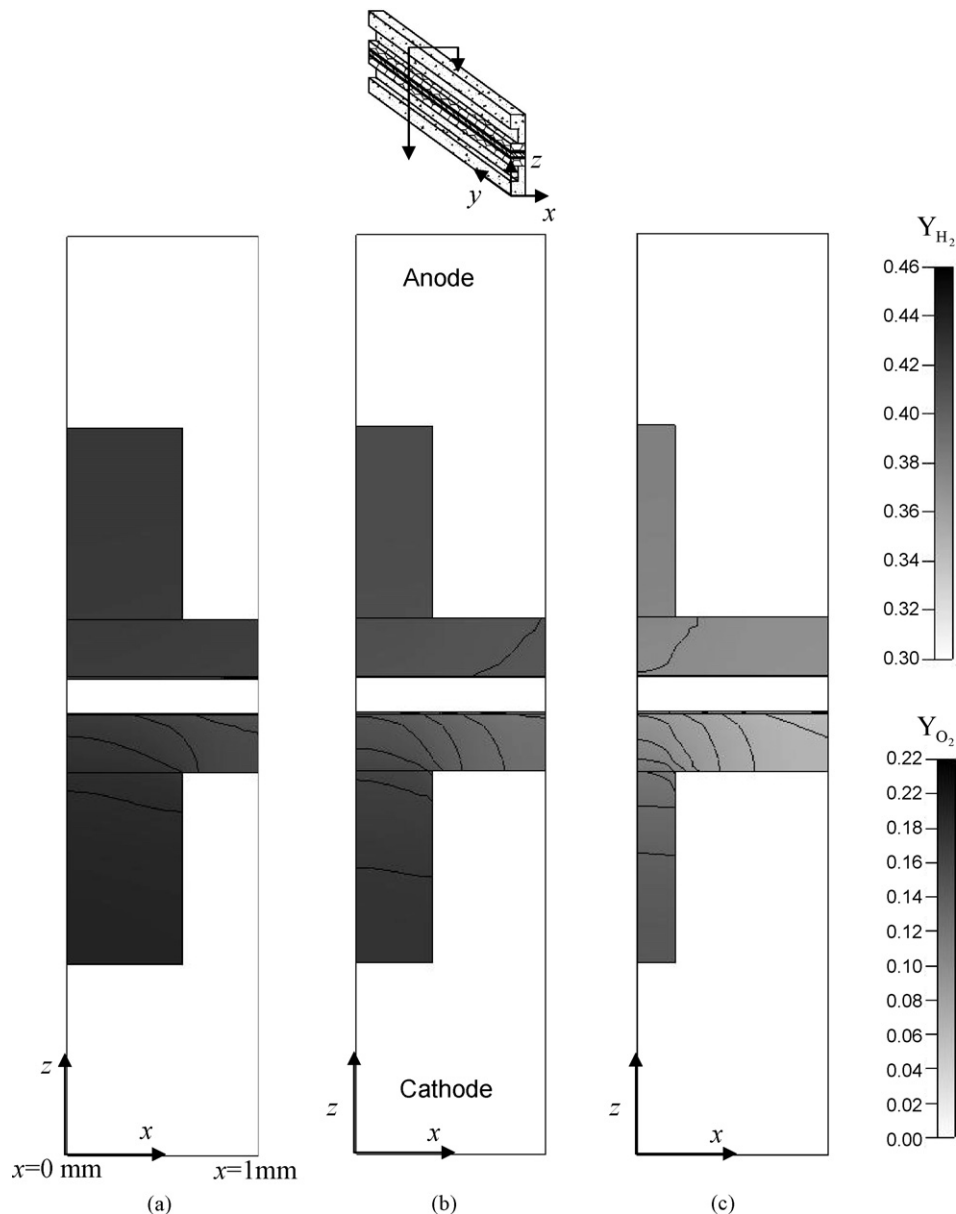 z
y
x
Y_H₂
Anode
0.46
0.44
0.42
0.40
0.38
0.36
0.34
0.32
0.30
Y_O₂
0.22
0.22
0.18
0.16
0.14
0.12
0.10
0.08
0.06
0.04
0.02
0.00
Cathode
z
x
x=0 mm
x=1mm
z
x
z
x
(a)
(b)
(c)